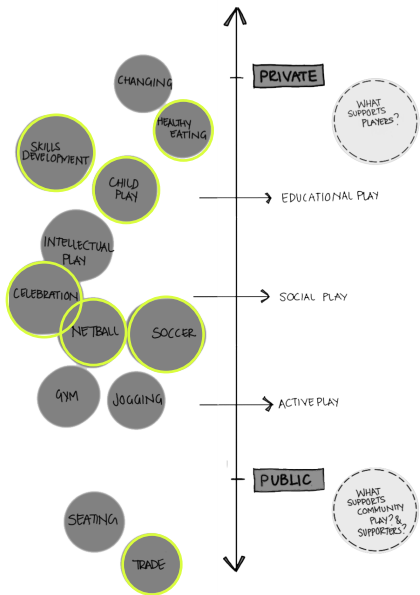 CHANGING
PRIVATE
WHAT
SUPPORTS
PLAYERS?
HEALTHY
EATING
SKILLS
DEVELOPMENT
CHILD
PLAY
EDUCATIONAL PLAY
INTELLECTUAL
PLAY
CELEBRATION
SOCIAL PLAY
NETBALL
SOCCER
GYM
JOGGING
ACTIVE PLAY
PUBLIC
WHAT
SUPPORTS
COMMUNITY
PLAY? &
SUPPORTERS?
SEATING
TRADE